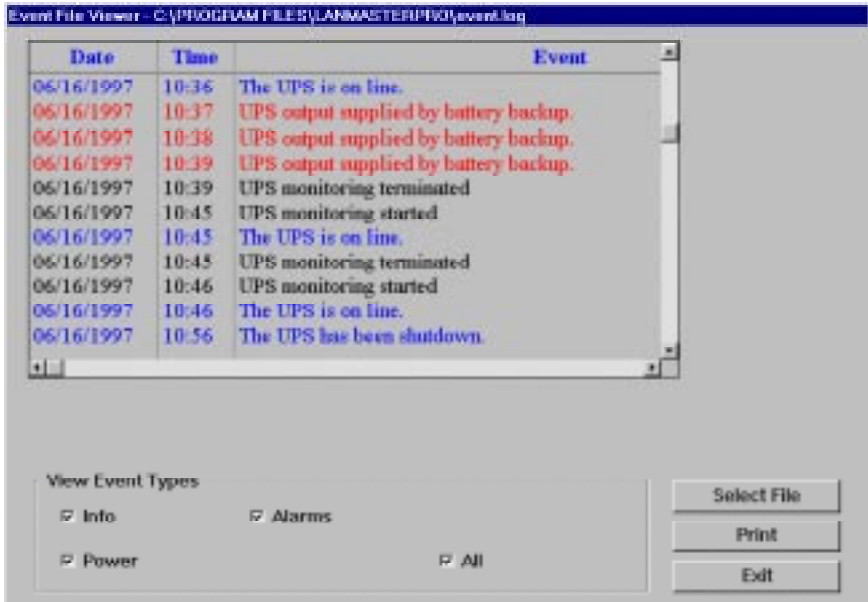 Event File Viewer - C:\PROGRAM FILES\LANMASTERPRO\event.log
Date Time Event
06/16/1997 10:36 The UPS is on line.
06/16/1997 10:37 UPS output supplied by battery backup.
06/16/1997 10:38 UPS output supplied by battery backup.
06/16/1997 10:39 UPS output supplied by battery backup.
06/16/1997 10:39 UPS monitoring terminated
06/16/1997 10:45 UPS monitoring started
06/16/1997 10:45 The UPS is on line.
06/16/1997 10:45 UPS monitoring terminated
06/16/1997 10:46 UPS monitoring started
06/16/1997 10:46 The UPS is on line.
06/16/1997 10:56 The UPS has been shutdown.
View Event Types
Info Alarms
Power All
Select File
Print
Exit